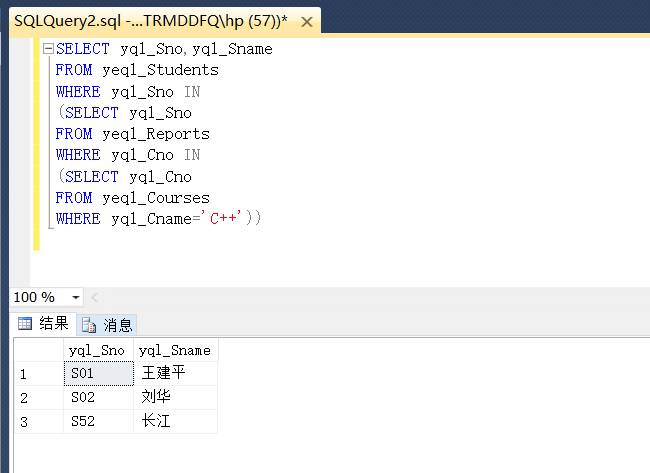 SQLQuery2.sql -...TRMDDFQ\hp (57))*
SELECT yql_Sno,yql_Sname
FROM yeql_Students
WHERE yql_Sno IN
(SELECT yql_Sno
FROM yeql_Reports
WHERE yql_Cno IN
(SELECT yql_Cno
FROM yeql_Courses
WHERE yql_Cname='C++'))
100 %
结果 消息
yql_Sno yql_Sname
1 S01 王建平
2 S02 刘华
3 S52 长江